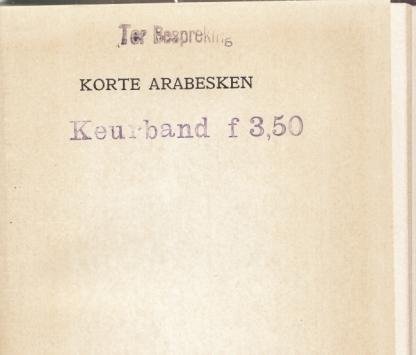 Ter Bespreking
KORTE ARABESKEN
Keurband f 3,50